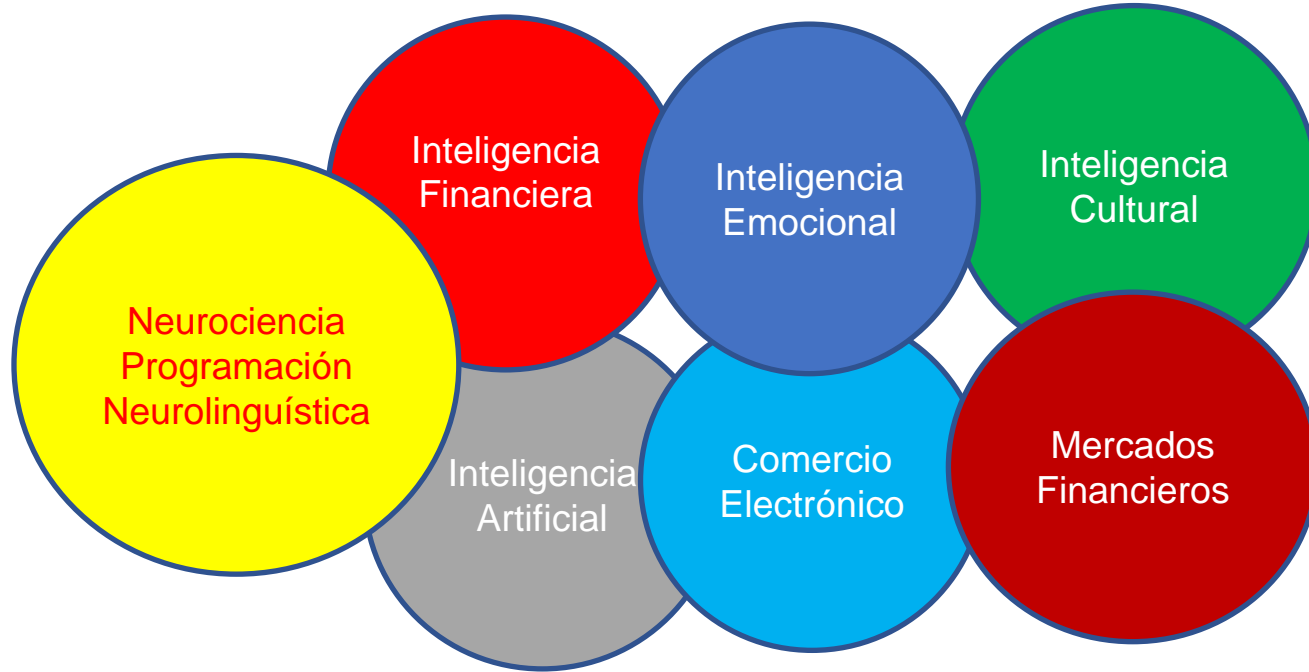 Inteligencia
Financiera
Inteligencia
Emocional
Inteligencia
Cultural
Neurociencia
Programación
Neurolinguística
Inteligencia
Artificial
Comercio
Electrónico
Mercados
Financieros